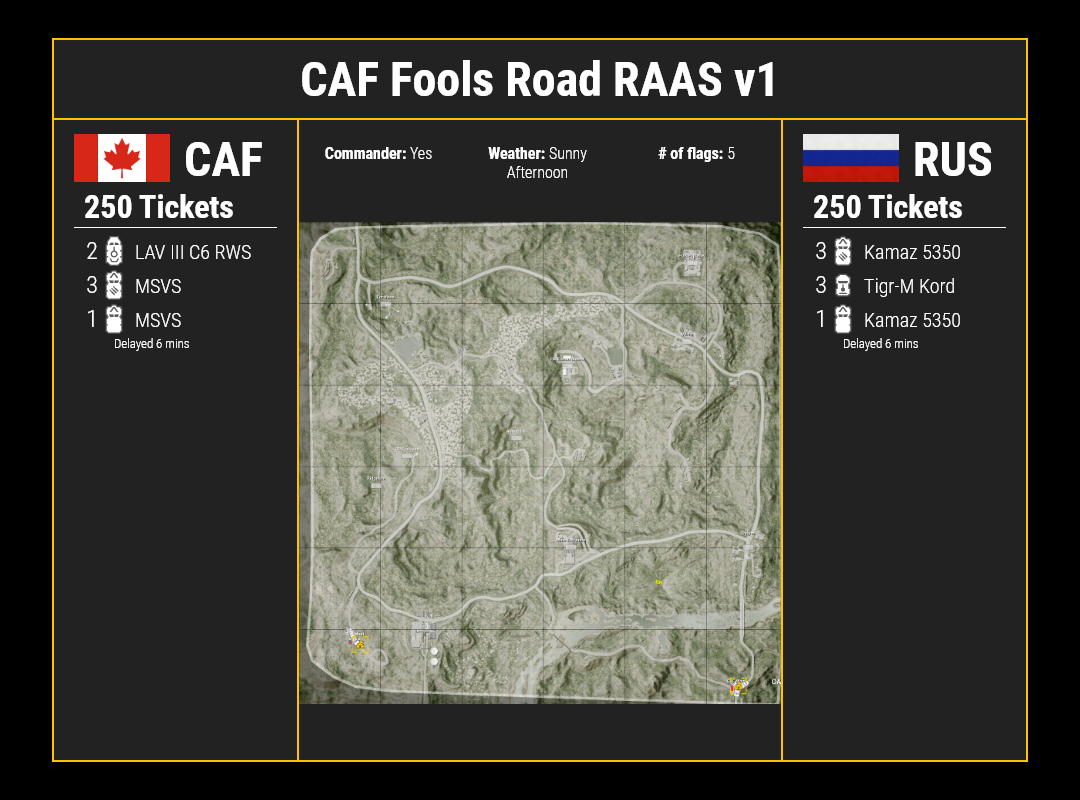 CAF Fools Road RAAS v1
CAF
250 Tickets
2 LAV III C6 RWS
3 MSVS
1 MSVS
Delayed 6 mins
Commander: Yes
Weather: Sunny
Afternoon
# of flags: 5
RUS
250 Tickets
3 Kamaz 5350
3 Tigr-M Kord
1 Kamaz 5350
Delayed 6 mins